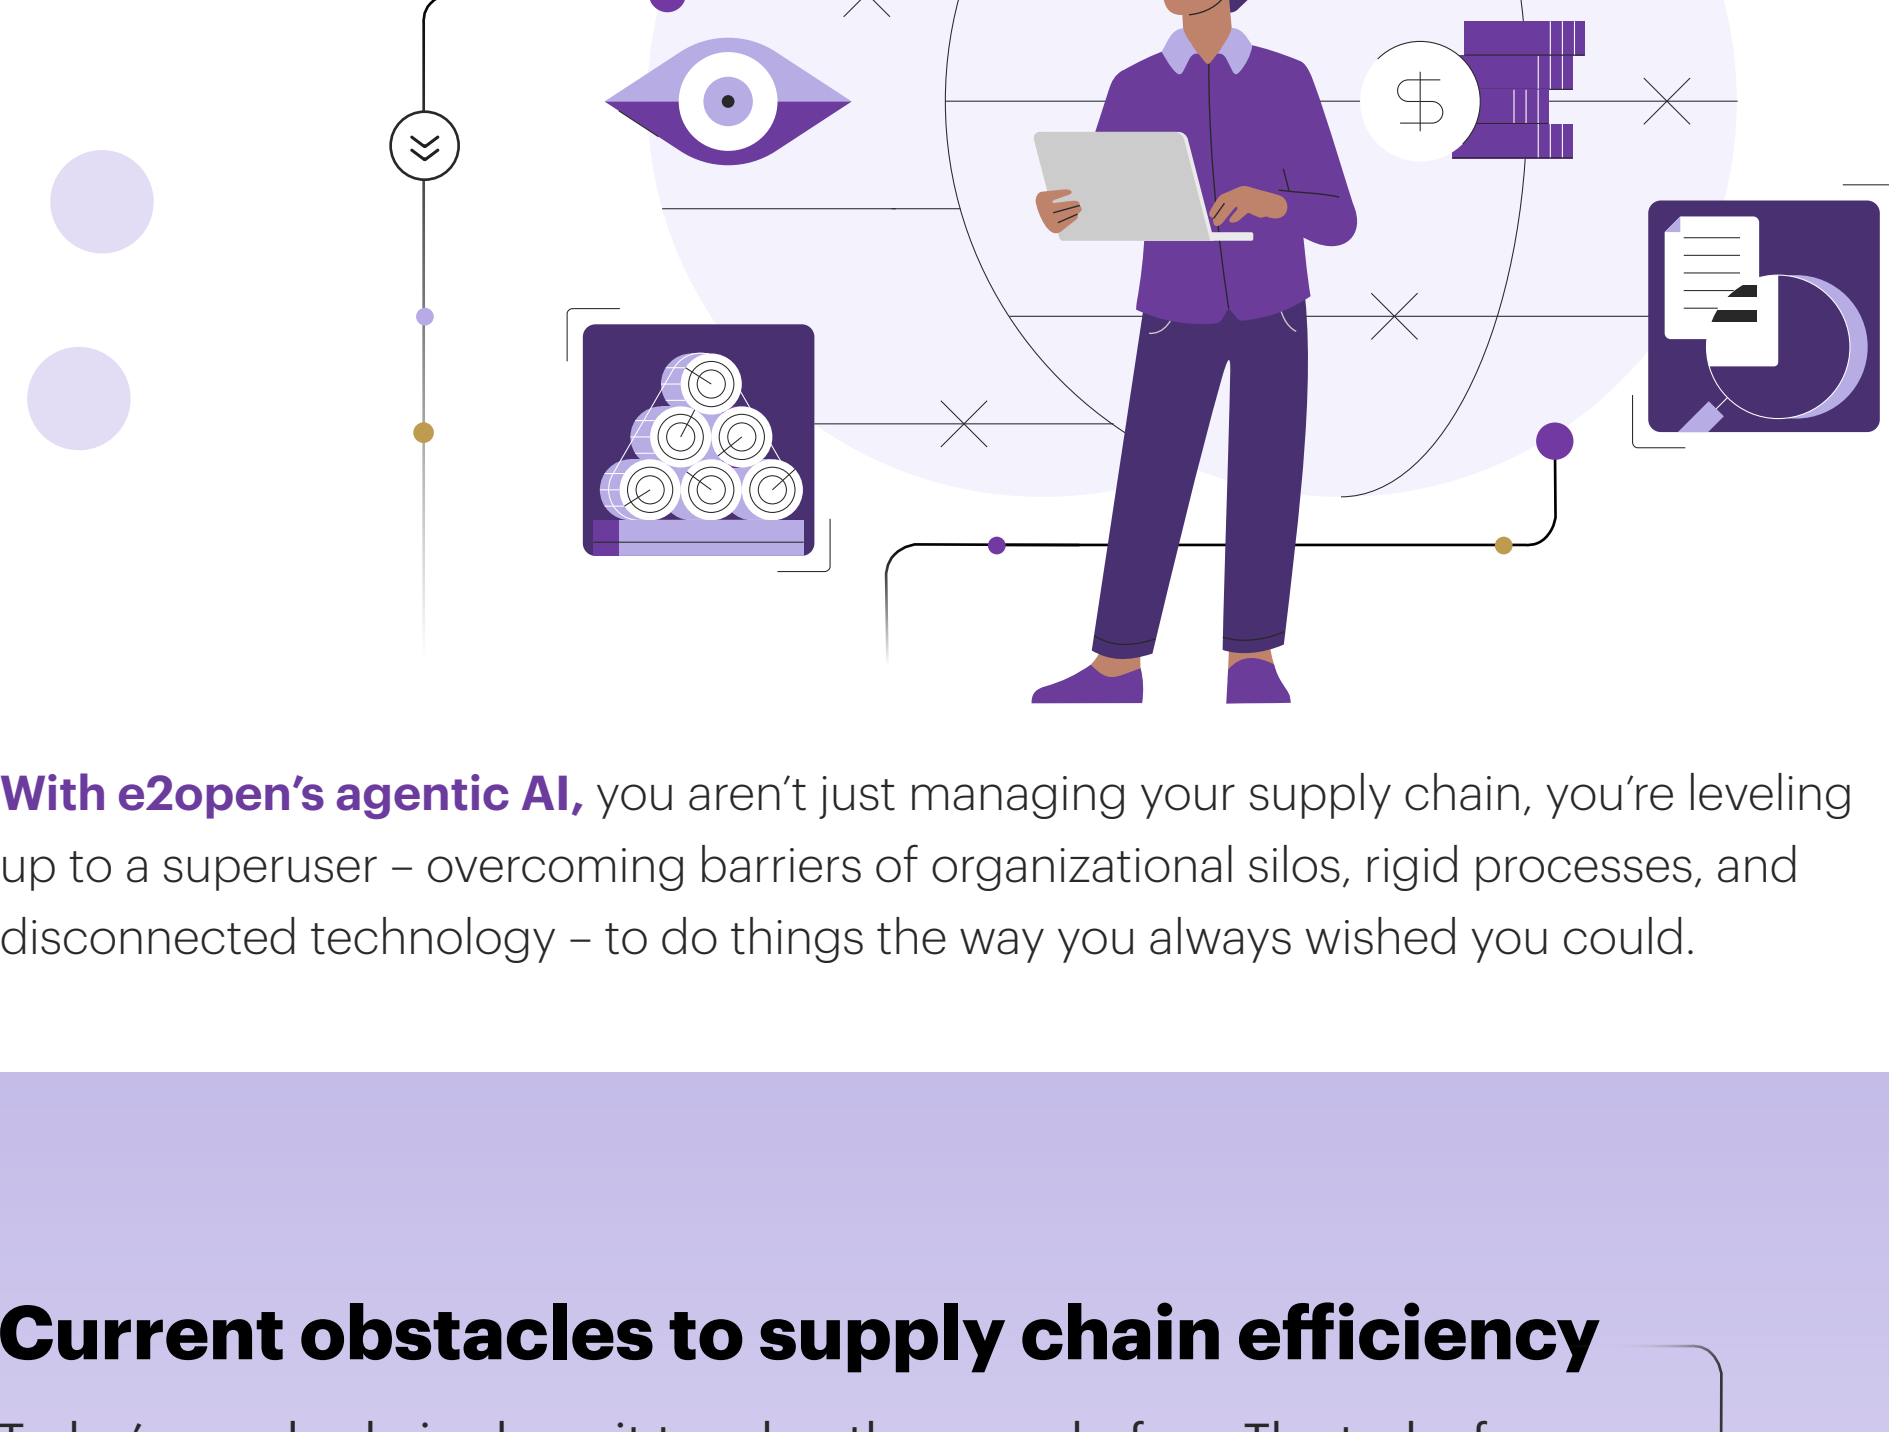 With e2open’s agentic AI, you aren’t just managing your supply chain, you’re leveling
up to a superuser – overcoming barriers of organizational silos, rigid processes, and
disconnected technology – to do things the way you always wished you could.
Current obstacles to supply chain efficiency